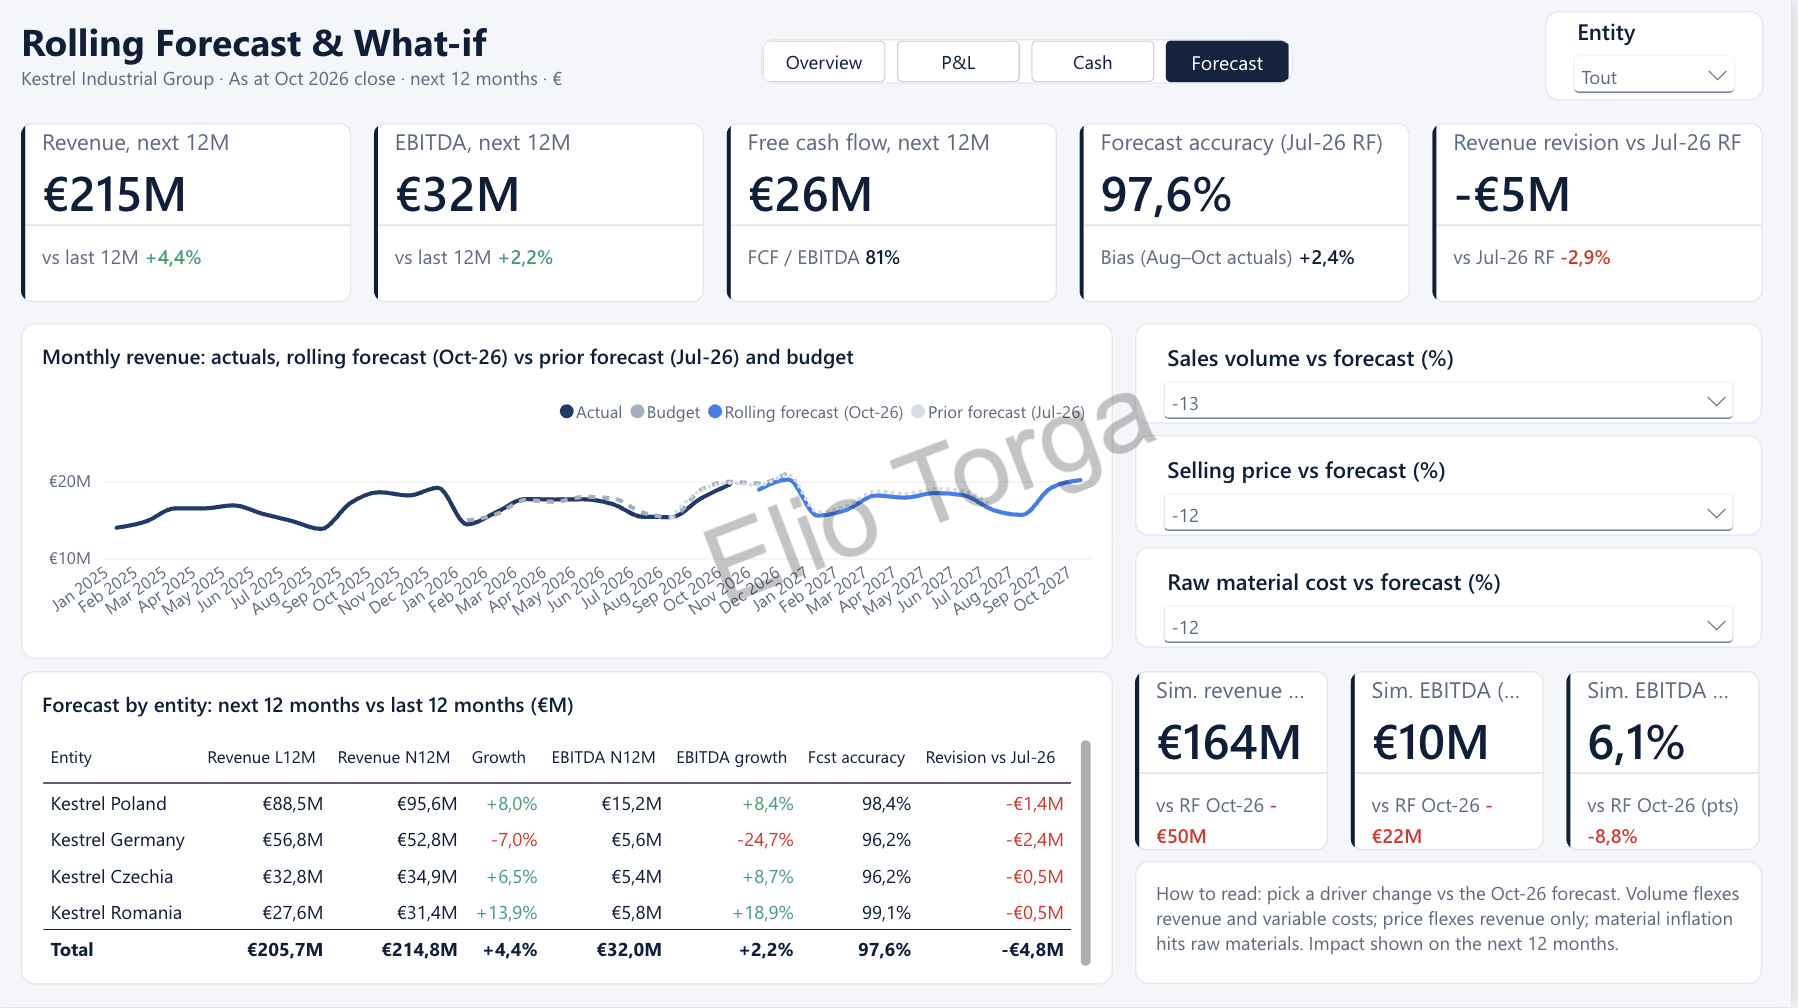 Rolling Forecast & What-if
Kestrel Industrial Group · As at Oct 2026 close · next 12 months · €
Overview
P&L
Cash
Forecast
Entity
Tout
Revenue, next 12M
€215M
vs last 12M +4,4%
EBITDA, next 12M
€32M
vs last 12M +2,2%
Free cash flow, next 12M
€26M
FCF / EBITDA 81%
Forecast accuracy (Jul-26 RF)
97,6%
Bias (Aug–Oct actuals) +2,4%
Revenue revision vs Jul-26 RF
-€5M
vs Jul-26 RF -2,9%
Monthly revenue: actuals, rolling forecast (Oct-26) vs prior forecast (Jul-26) and budget
Actual Budget Rolling forecast (Oct-26) Prior forecast (Jul-26)
€20M
€10M
Jan 2025 Feb 2025 Mar 2025 Apr 2025 May 2025 Jun 2025 Jul 2025 Aug 2025 Sep 2025 Oct 2025 Nov 2025 Dec 2025 Jan 2026 Feb 2026 Mar 2026 Apr 2026 May 2026 Jun 2026 Jul 2026 Aug 2026 Sep 2026 Oct 2026 Nov 2026 Dec 2026 Jan 2027 Feb 2027 Mar 2027 Apr 2027 May 2027 Jun 2027 Jul 2027 Aug 2027 Sep 2027 Oct 2027
Elio Torga
Sales volume vs forecast (%)
-13
Selling price vs forecast (%)
-12
Raw material cost vs forecast (%)
-12
Forecast by entity: next 12 months vs last 12 months (€M)
Entity Revenue L12M Revenue N12M Growth EBITDA N12M EBITDA growth Fcst accuracy Revision vs Jul-26
Kestrel Poland €88,5M €95,6M +8,0% €15,2M +8,4% 98,4% -€1,4M
Kestrel Germany €56,8M €52,8M -7,0% €5,6M -24,7% 96,2% -€2,4M
Kestrel Czechia €32,8M €34,9M +6,5% €5,4M +8,7% 96,2% -€0,5M
Kestrel Romania €27,6M €31,4M +13,9% €5,8M +18,9% 99,1% -€0,5M
Total €205,7M €214,8M +4,4% €32,0M +2,2% 97,6% -€4,8M
Sim. revenue ...
€164M
vs RF Oct-26 -
€50M
Sim. EBITDA (...
€10M
vs RF Oct-26 -
€22M
Sim. EBITDA ...
6,1%
vs RF Oct-26 (pts)
-8,8%
How to read: pick a driver change vs the Oct-26 forecast. Volume flexes
revenue and variable costs; price flexes revenue only; material inflation
hits raw materials. Impact shown on the next 12 months.